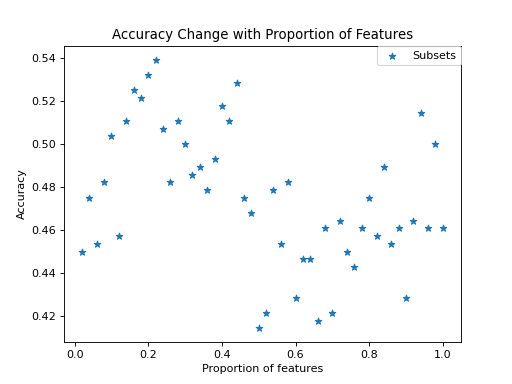 Accuracy Change with Proportion of Features
Subsets
0.54
0.52
0.50
0.48
0.46
0.44
0.42
Accuracy
0.0 0.2 0.4 0.6 0.8 1.0
Proportion of features